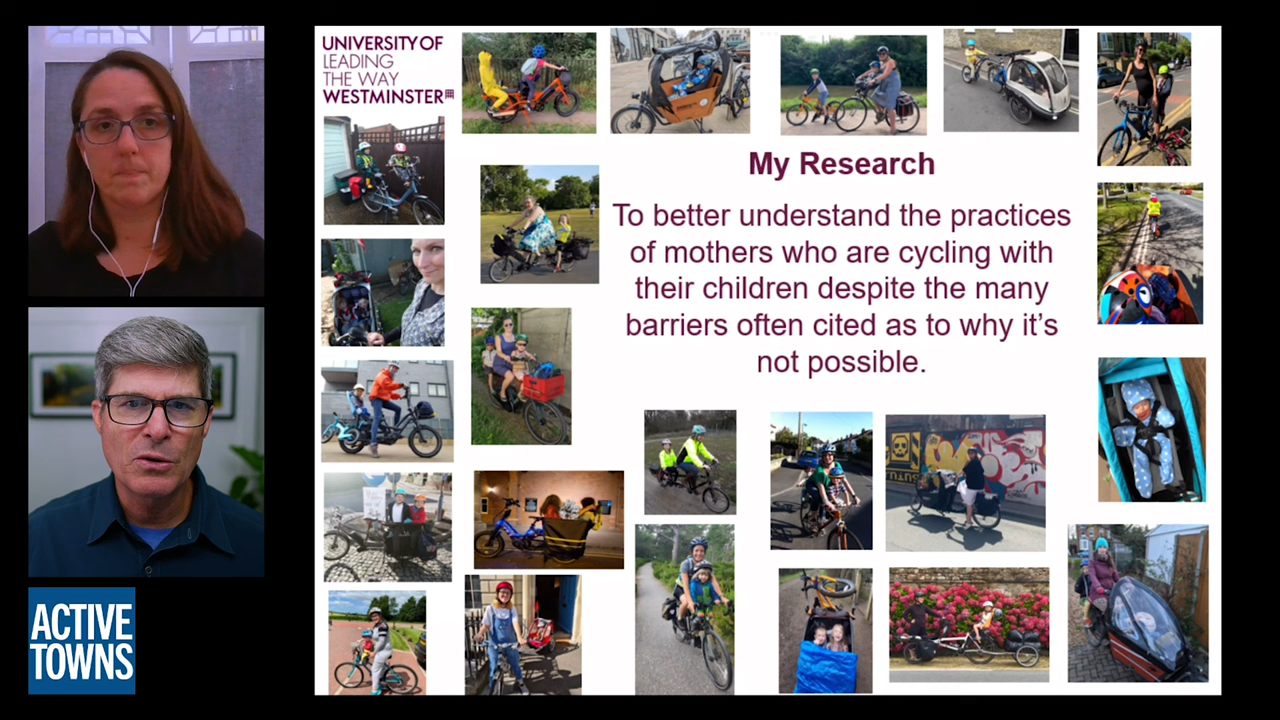 UNIVERSITY OF
LEADING
THE WAY
WESTMINSTER
My Research
To better understand the practices
of mothers who are cycling with
their children despite the many
barriers often cited as to why it's
not possible.
ACTIVE
TOWNS